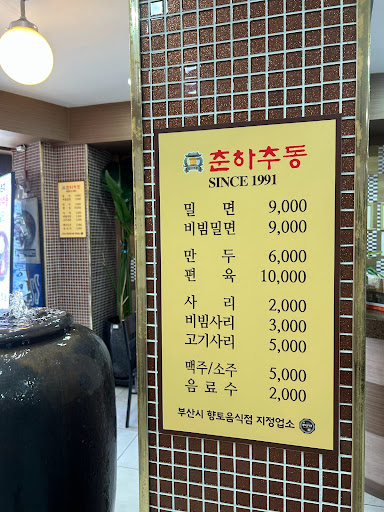 춘하추동
SINCE 1991
밀 면 9,000
비빔밀면 9,000
만 두 6,000
편 육 10,000
사 리 2,000
비빔사리 3,000
고기사리 5,000
맥주/소주 5,000
음 료 수 2,000
부산시 향토음식점 지정업소